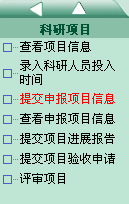 科研项目
查看项目信息
录入科研人员投入
时间
提交申报项目信息
查看申报项目信息
提交项目进展报告
提交项目验收申请
评审项目